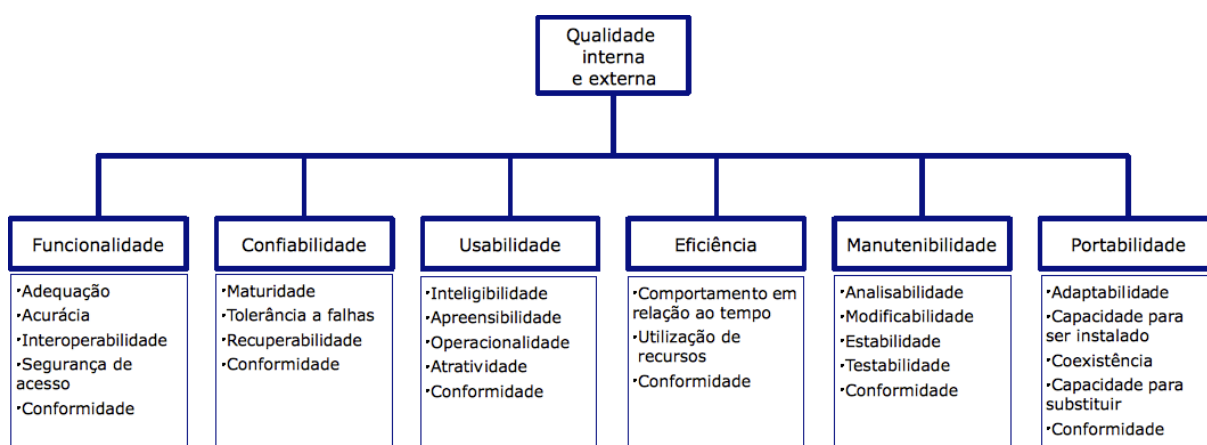 Qualidade
interna
e externa
Funcionalidade
·Adequação
·Acurácia
·Interoperabilidade
·Segurança de
acesso
·Conformidade
Confiabilidade
·Maturidade
·Tolerância a falhas
·Recuperabilidade
·Conformidade
Usabilidade
·Inteligibilidade
·Apreensibilidade
·Operacionalidade
·Atratividade
·Conformidade
Eficiência
·Comportamento em
relação ao tempo
·Utilização de
recursos
·Conformidade
Manutenibilidade
·Analisabilidade
·Modificabilidade
·Estabilidade
·Testabilidade
·Conformidade
Portabilidade
·Adaptabilidade
·Capacidade para
ser instalado
·Coexistência
·Capacidade para
substituir
·Conformidade